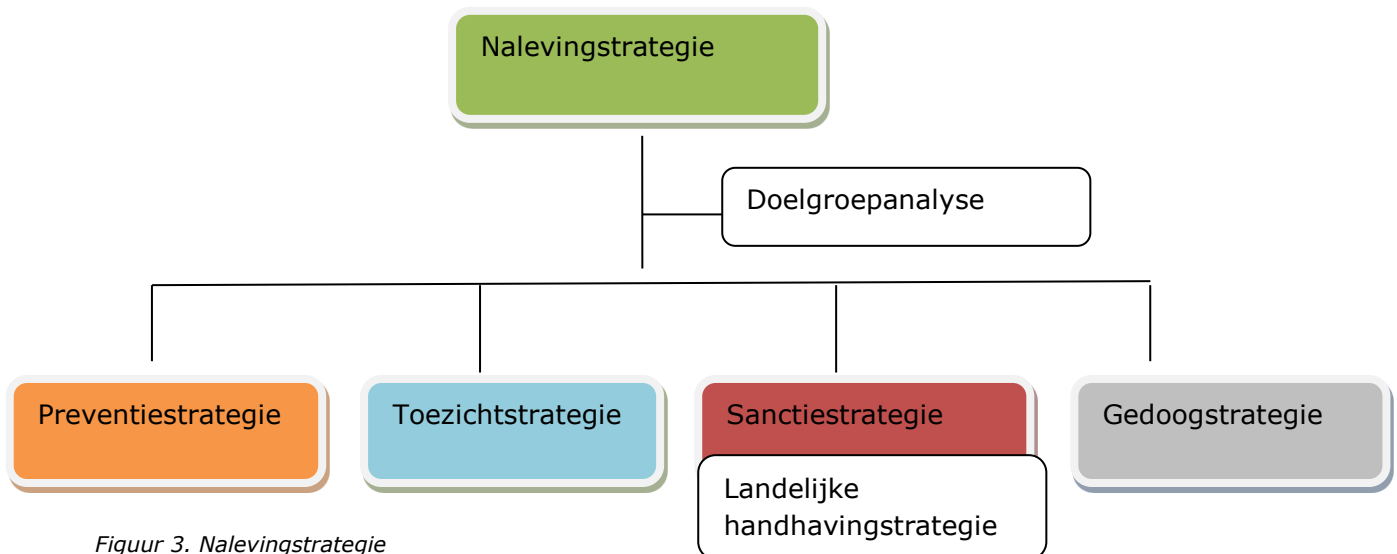 Nalevingstrategie
Doelgroepanalyse
Preventiestrategie
Toezichtstrategie
Sanctiestrategie
Gedoogstrategie
Landelijke
handhavingstrategie
Figuur 3. Nalevingstrategie